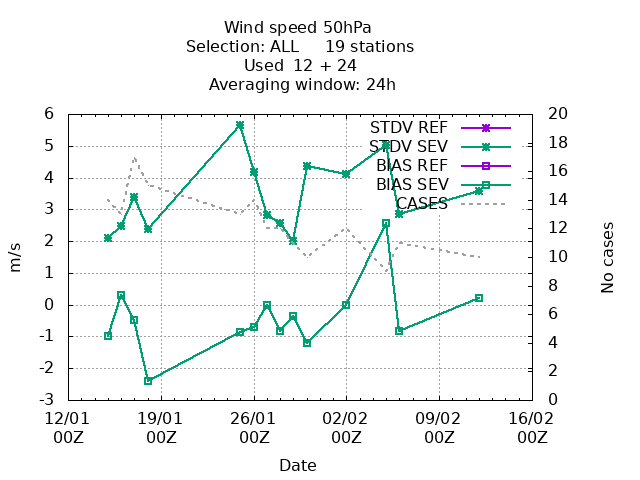 Wind speed 50hPa
Selection: ALL 19 stations
Used 12 + 24
Averaging window: 24h
STDV REF
STDV SEV
BIAS REF
BIAS SEV
CASES
6
5
4
3
2
1
0
-1
-2
-3
20
18
16
14
12
10
8
6
4
2
0
m/s
No cases
12/01 19/01 26/01 02/02 09/02 16/02
00Z 00Z 00Z 00Z 00Z 00Z
Date